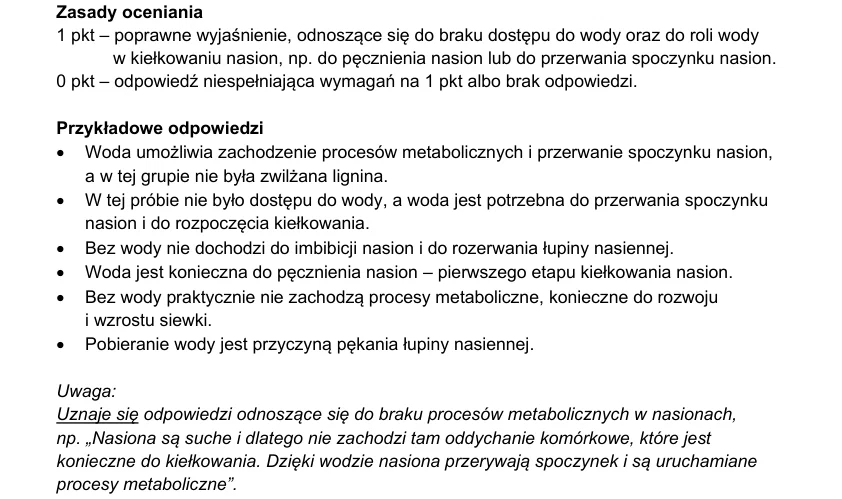 Zasady oceniania
1 pkt – poprawne wyjaśnienie, odnoszące się do braku dostępu do wody oraz do roli wody
w kiełkowaniu nasion, np. do pęcznienia nasion lub do przerwania spoczynku nasion.
0 pkt – odpowiedź niespełniająca wymagań na 1 pkt albo brak odpowiedzi.
Przykładowe odpowiedzi
• Woda umożliwia zachodzenie procesów metabolicznych i przerwanie spoczynku nasion,
a w tej grupie nie była zwilżana lignina.
• W tej próbie nie było dostępu do wody, a woda jest potrzebna do przerwania spoczynku
nasion i do rozpoczęcia kiełkowania.
• Bez wody nie dochodzi do imbibicji nasion i do rozerwania łupiny nasiennej.
• Woda jest konieczna do pęcznienia nasion – pierwszego etapu kiełkowania nasion.
• Bez wody praktycznie nie zachodzą procesy metaboliczne, konieczne do rozwoju
i wzrostu siewki.
• Pobieranie wody jest przyczyną pękania łupiny nasiennej.
Uwaga:
Uznaje się odpowiedzi odnoszące się do braku procesów metabolicznych w nasionach,
np. „Nasiona są suche i dlatego nie zachodzi tam oddychanie komórkowe, które jest
konieczne do kiełkowania. Dzięki wodzie nasiona przerywają spoczynek i są uruchamiane
procesy metaboliczne”.